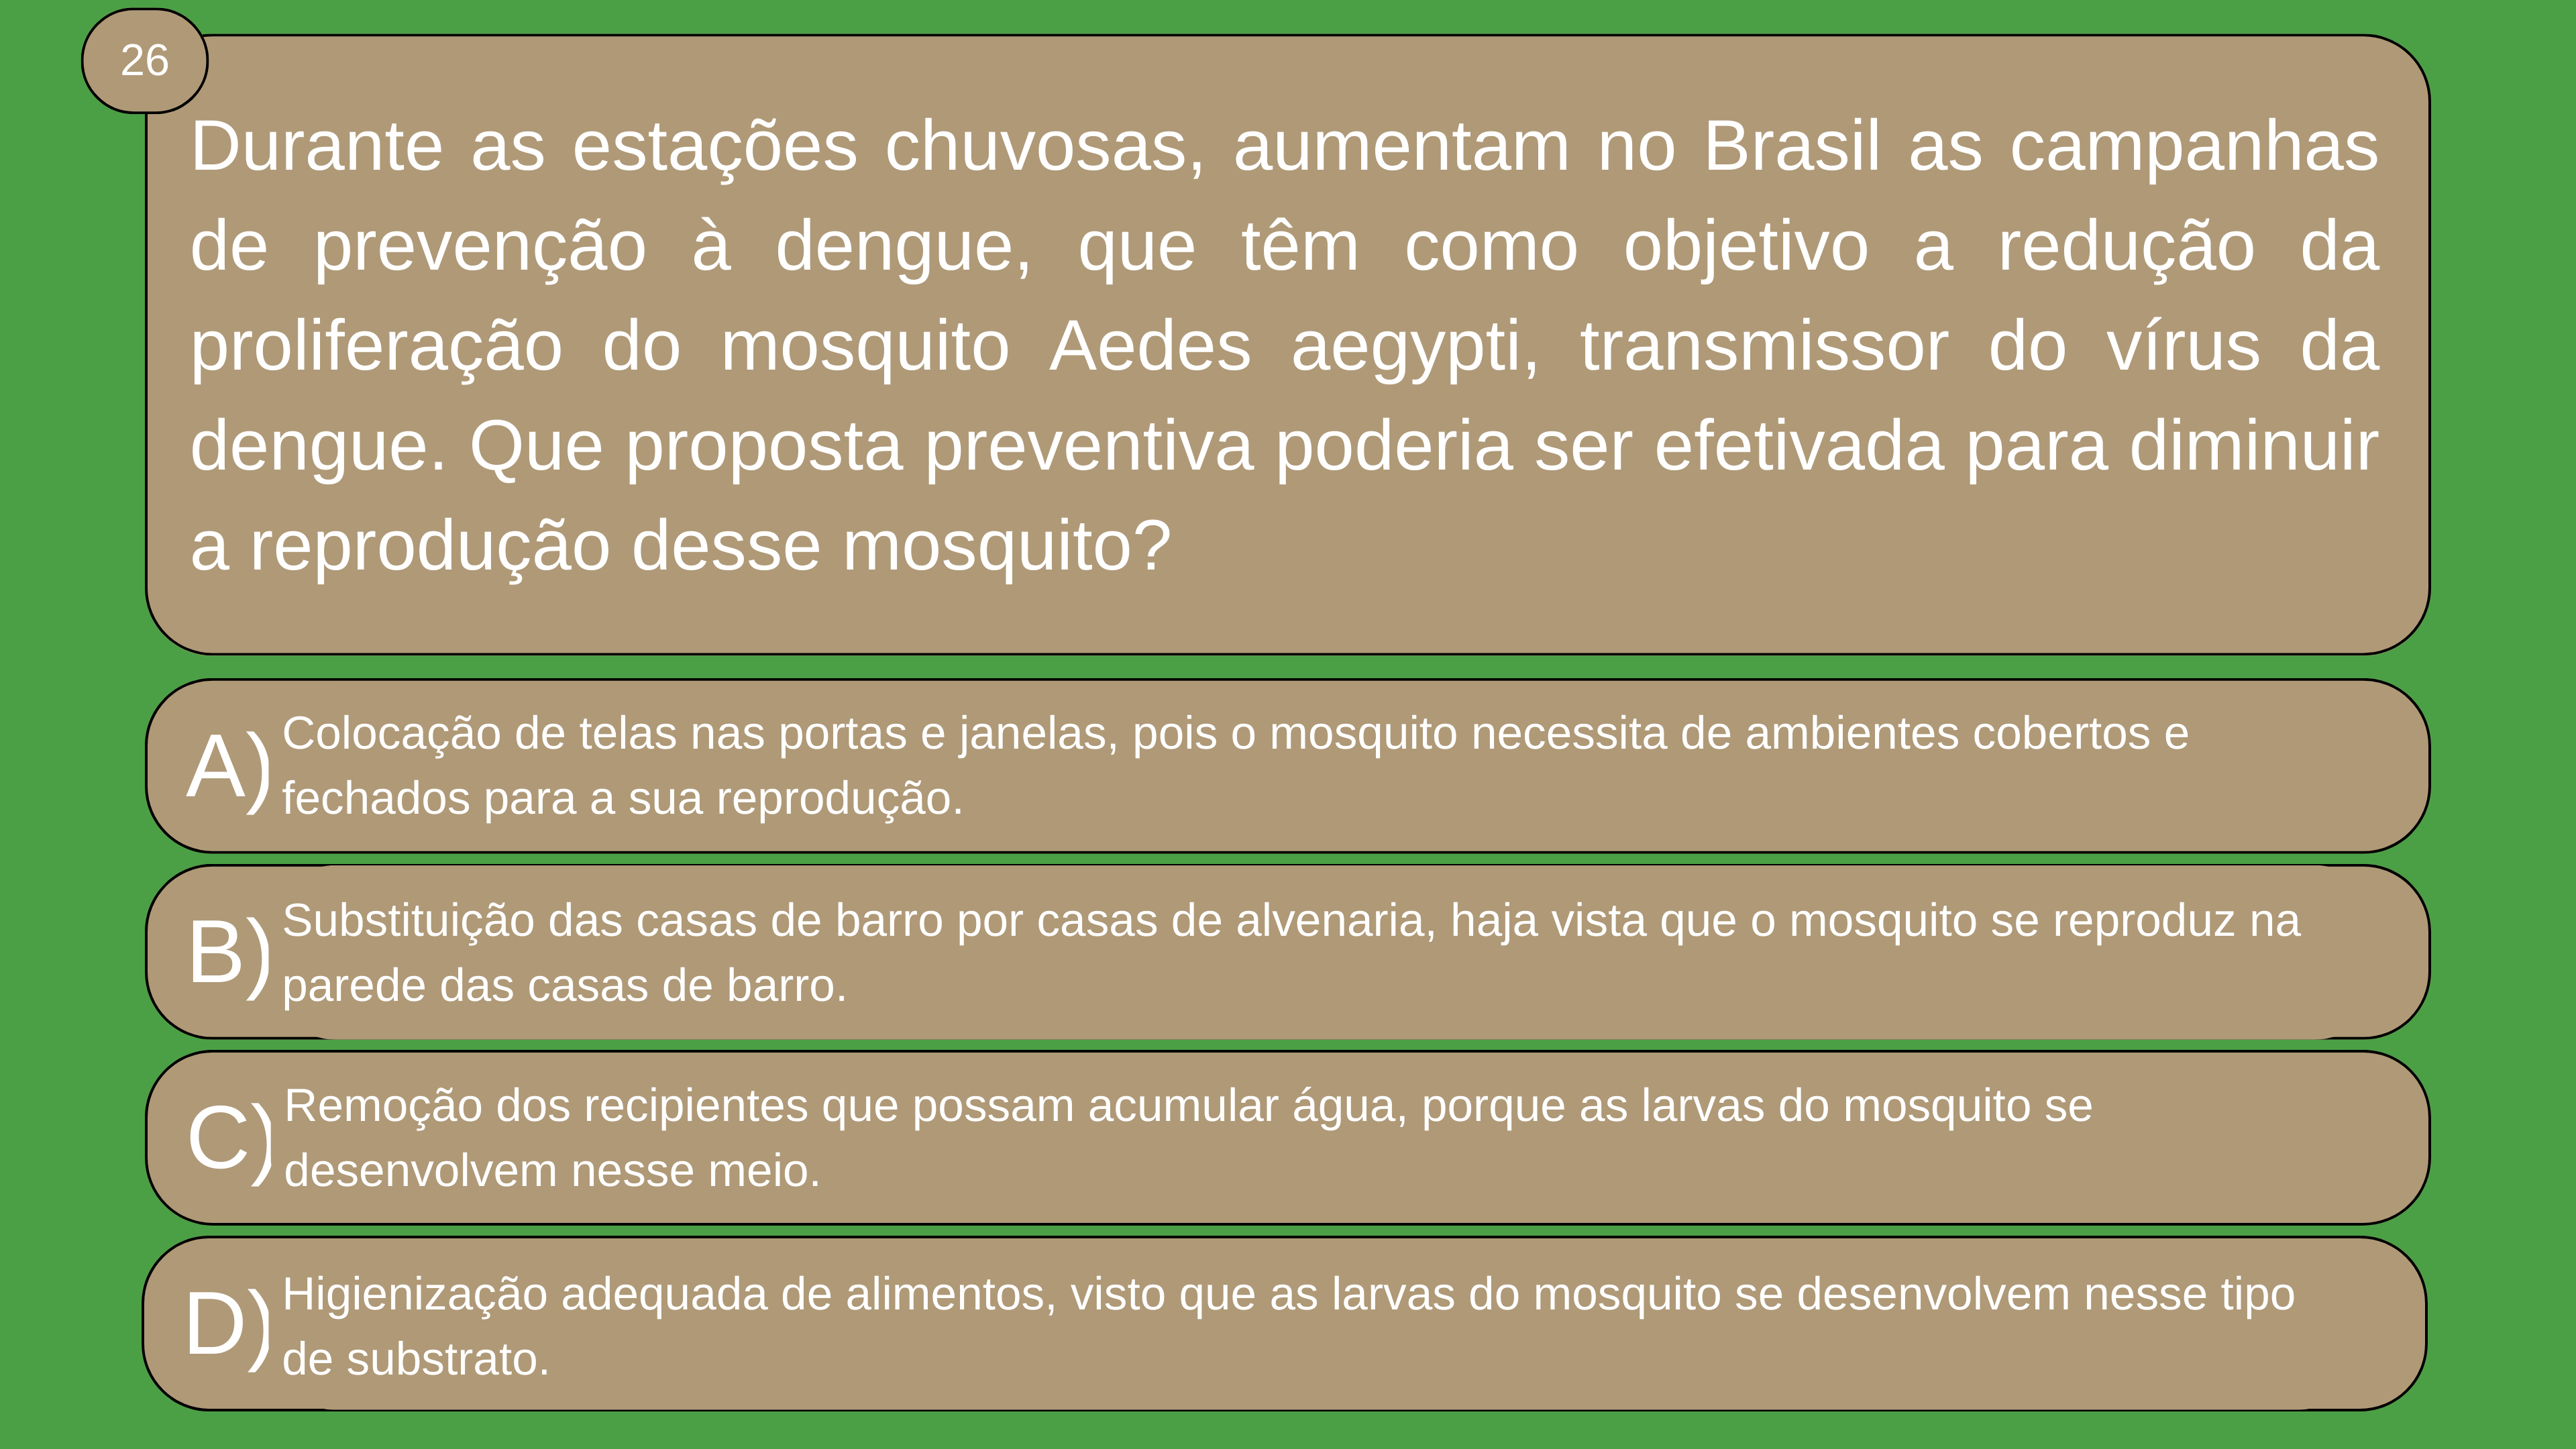 26
Durante as estações chuvosas, aumentam no Brasil as campanhas
de prevenção à dengue, que têm como objetivo a redução da
proliferação do mosquito Aedes aegypti, transmissor do vírus da
dengue. Que proposta preventiva poderia ser efetivada para diminuir
a reprodução desse mosquito?
A) Colocação de telas nas portas e janelas, pois o mosquito necessita de ambientes cobertos e
fechados para a sua reprodução.
B) Substituição das casas de barro por casas de alvenaria, haja vista que o mosquito se reproduz na
parede das casas de barro.
C) Remoção dos recipientes que possam acumular água, porque as larvas do mosquito se
desenvolvem nesse meio.
D) Higienização adequada de alimentos, visto que as larvas do mosquito se desenvolvem nesse tipo
de substrato.